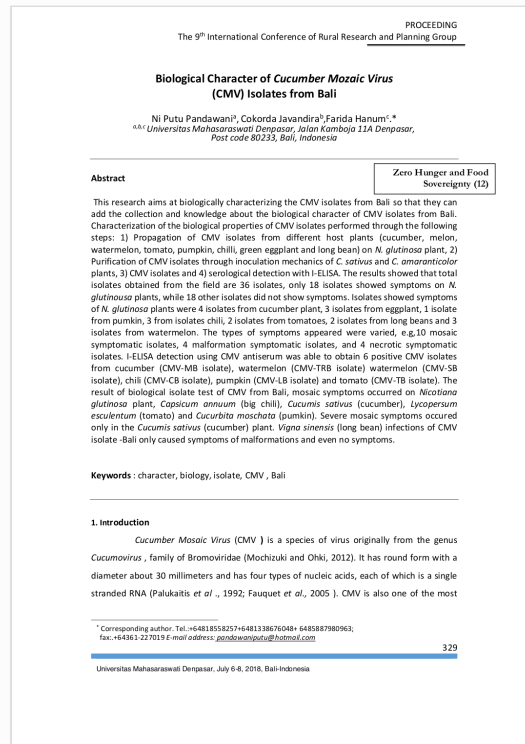 PROCEEDING
The 9th International Conference of Rural Research and Planning Group
Biological Character of Cucumber Mozaic Virus
(CMV) Isolates from Bali
Ni Putu Pandawania, Cokorda Javandirab,Farida Hanumc.*
a,b,c Universitas Mahasaraswati Denpasar, Jalan Kamboja 11A Denpasar,
Post code 80233, Bali, Indonesia
Abstract
Zero Hunger and Food
Sovereignty (12)
This research aims at biologically characterizing the CMV isolates from Bali so that they can
add the collection and knowledge about the biological character of CMV isolates from Bali.
Characterization of the biological properties of CMV isolates performed through the following
steps: 1) Propagation of CMV isolates from different host plants (cucumber, melon,
watermelon, tomato, pumpkin, chilli, green eggplant and long bean) on N. glutinosa plants, 2)
Purification of CMV isolates through inoculation mechanics of C. sativus and C. amaranticolor
plants, 3) CMV isolates and 4) serological detection with I-ELISA. The results showed that total
isolates obtained from the field are 36 isolates, only 18 isolates showed symptoms on N.
glutinousa plants, while 18 other isolates did not show symptoms. Isolates showed symptoms
of N. glutinosa plants were 4 isolates from cucumber plant, 3 isolates from eggplant, 1 isolate
from pumkin, 3 from isolates chili, 2 isolates from tomatoes, 2 isolates from long beans and 3
isolates from watermelon. The types of symptoms appeared were varied, e.g,10 mosaic
symptomatic isolates, 4 malformation symptomatic isolates, and 4 necrotic symptomatic
isolates. I-ELISA detection using CMV antiserum was able to obtain 6 positive CMV isolates
from cucumber (CMV-MB isolate), watermelon (CMV-TRB isolate) watermelon (CMV-SB
isolate), chili (CMV-CB isolate), pumpkin (CMV-LB isolate) and tomato (CMV-TB isolate). The
result of biological isolate test of CMV from Bali, mosaic symptoms occurred on Nicotiana
glutinosa plant, Capsicum annuum (big chili), Cucumis sativus (cucumber), Lycopersum
esculentum (tomato) and Cucurbita moschata (pumkin). Severe mosaic symptoms occured
only in the Cucumis sativus (cucumber) plant. Vigna sinensis (long bean) infections of CMV
isolate -Bali only caused symptoms of malformations and even no symptoms.
Keywords : character, biology, isolate, CMV , Bali
1. Introduction
Cucumber Mosaic Virus (CMV ) is a species of virus originally from the genus
Cucumovirus , family of Bromoviridae (Mochizuki and Ohki, 2012). It has round form with a
diameter about 30 millimeters and has four types of nucleic acids, each of which is a single
stranded RNA (Palukaitis et al ., 1992; Fauquet et al., 2005 ). CMV is also one of the most
* Corresponding author. Tel.:+64818558257+6481338676048+ 6485887980963;
fax:.+64361-227019 E-mail address: pandawaniputu@hotmail.com
329
Universitas Mahasaraswati Denpasar, July 6-8, 2018, Bali-Indonesia